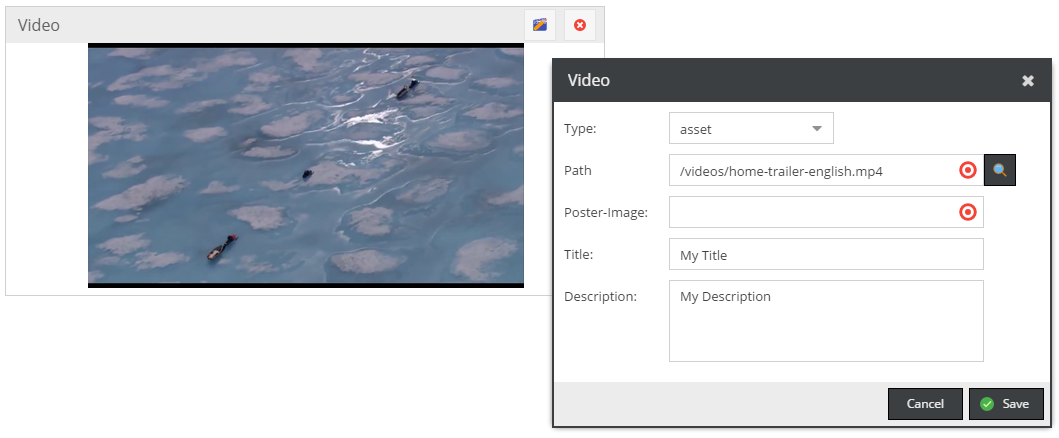 Video
Video
Type:
asset
Path
/videos/home-trailer-english.mp4
Poster-Image:
Title:
My Title
Description:
My Description
Cancel
Save